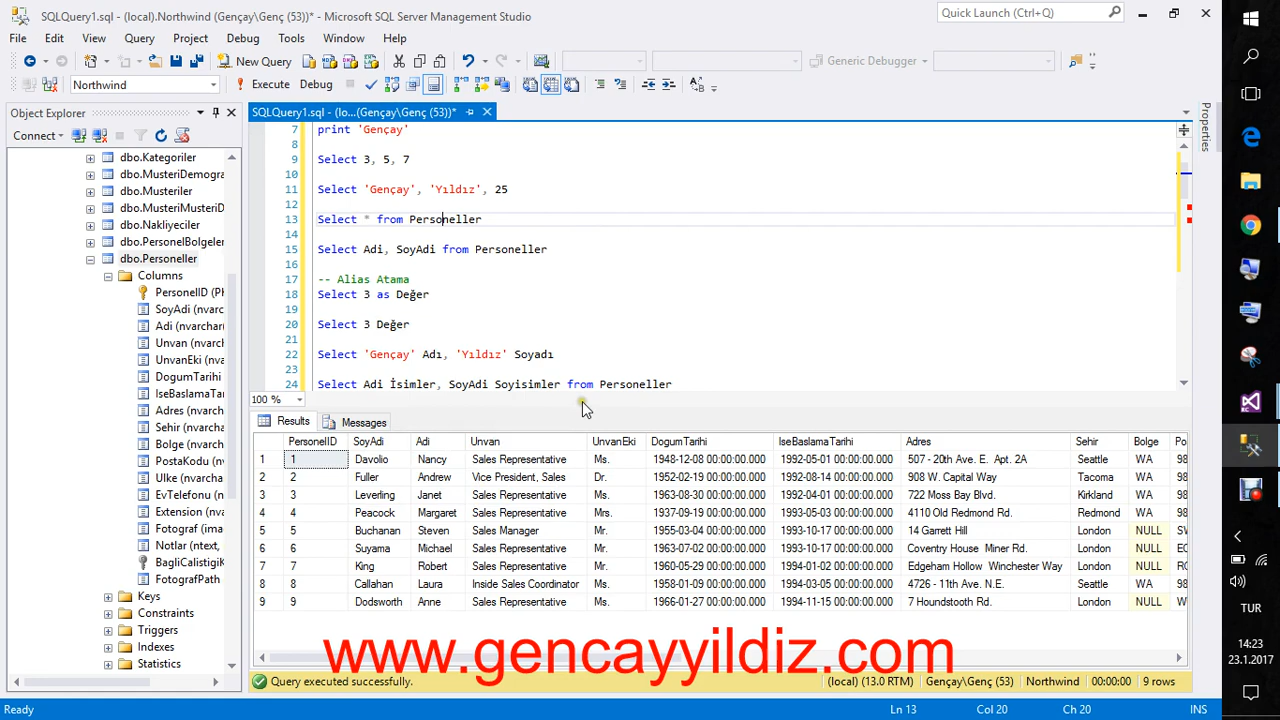 SQLQuery1.sql - (local).Northwind (Gençay\Genç (53))* - Microsoft SQL Server Management Studio
Quick Launch (Ctrl+Q)
File Edit View Query Project Debug Tools Window Help
New Query
Generic Debugger
Northwind
Execute Debug
Object Explorer
SQLQuery1.sql - (lo...(Gençay\Genç (53))*
Connect
Properties
dbo.Kategoriler
dbo.MusteriDemogra
dbo.Musteriler
dbo.MusteriMusteriD
dbo.Nakliyeciler
dbo.PersonelBolgeler
dbo.Personeller
Columns
PersonelID (PK
SoyAdi (nvarc
Adi (nvarchar(
Unvan (nvarch
UnvanEki (nva
DogumTarihi
IseBaslamaTar
Adres (nvarch
Sehir (nvarcha
Bolge (nvarch
PostaKodu (nv
Ulke (nvarchar
EvTelefonu (n
Extension (nva
Fotograf (ima
Notlar (ntext,
BagliCalistigiK
FotografPath
Keys
Constraints
Triggers
Indexes
Statistics
7 print 'Gençay'
8
9 Select 3, 5, 7
10
11 Select 'Gençay', 'Yıldız', 25
12
13 Select * from Personeller
14
15 Select Adi, SoyAdi from Personeller
16
17 -- Alias Atama
18 Select 3 as Değer
19
20 Select 3 Değer
21
22 Select 'Gençay' Adı, 'Yıldız' Soyadı
23
24 Select Adi İsimler, SoyAdi Soyisimler from Personeller
100 %
Results Messages
PersonelID SoyAdi Adi Unvan UnvanEki DogumTarihi IseBaslamaTarihi Adres Sehir Bolge Po
1 1 Davolio Nancy Sales Representative Ms. 1948-12-08 00:00:00.000 1992-05-01 00:00:00.000 507 - 20th Ave. E. Apt. 2A Seattle WA 98
2 2 Fuller Andrew Vice President, Sales Dr. 1952-02-19 00:00:00.000 1992-08-14 00:00:00.000 908 W. Capital Way Tacoma WA 98
3 3 Leverling Janet Sales Representative Ms. 1963-08-30 00:00:00.000 1992-04-01 00:00:00.000 722 Moss Bay Blvd. Kirkland WA 98
4 4 Peacock Margaret Sales Representative Mrs. 1937-09-19 00:00:00.000 1993-05-03 00:00:00.000 4110 Old Redmond Rd. Redmond WA 98
5 5 Buchanan Steven Sales Manager Mr. 1955-03-04 00:00:00.000 1993-10-17 00:00:00.000 14 Garrett Hill London NULL SW
6 6 Suyama Michael Sales Representative Mr. 1963-07-02 00:00:00.000 1993-10-17 00:00:00.000 Coventry House Miner Rd. London NULL EC
7 7 King Robert Sales Representative Mr. 1960-05-29 00:00:00.000 1994-01-02 00:00:00.000 Edgeham Hollow Winchester Way London NULL RG
8 8 Callahan Laura Inside Sales Coordinator Ms. 1958-01-09 00:00:00.000 1994-03-05 00:00:00.000 4726 - 11th Ave. N.E. Seattle WA 98
9 9 Dodsworth Anne Sales Representative Ms. 1966-01-27 00:00:00.000 1994-11-15 00:00:00.000 7 Houndstooth Rd. London NULL W
www.gencayyildiz.com
Query executed successfully. (local) (13.0 RTM) Gençay\Genç (53) Northwind 00:00:00 9 rows
Ready Ln 13 Col 20 Ch 20 INS
TUR
14:23
23.1.2017